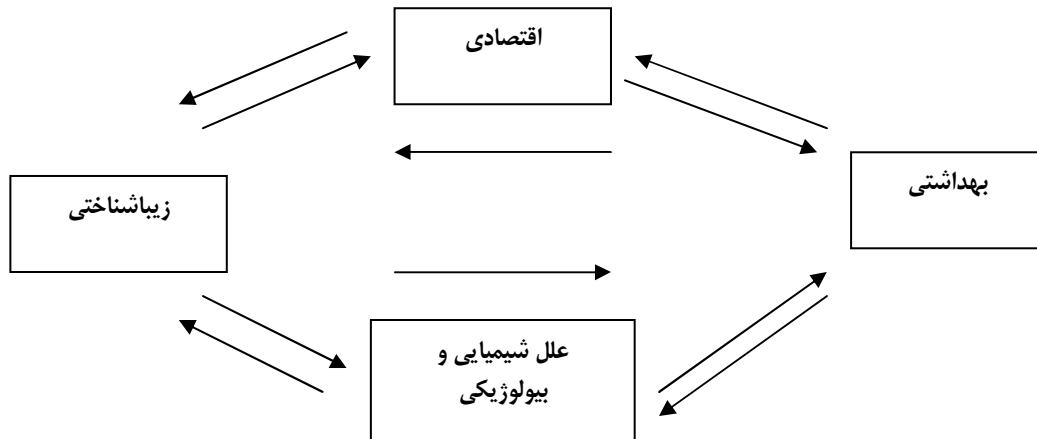 اقتصادی
بهداشتی
زیباشناختی
علل شیمیایی و
بیولوژیکی